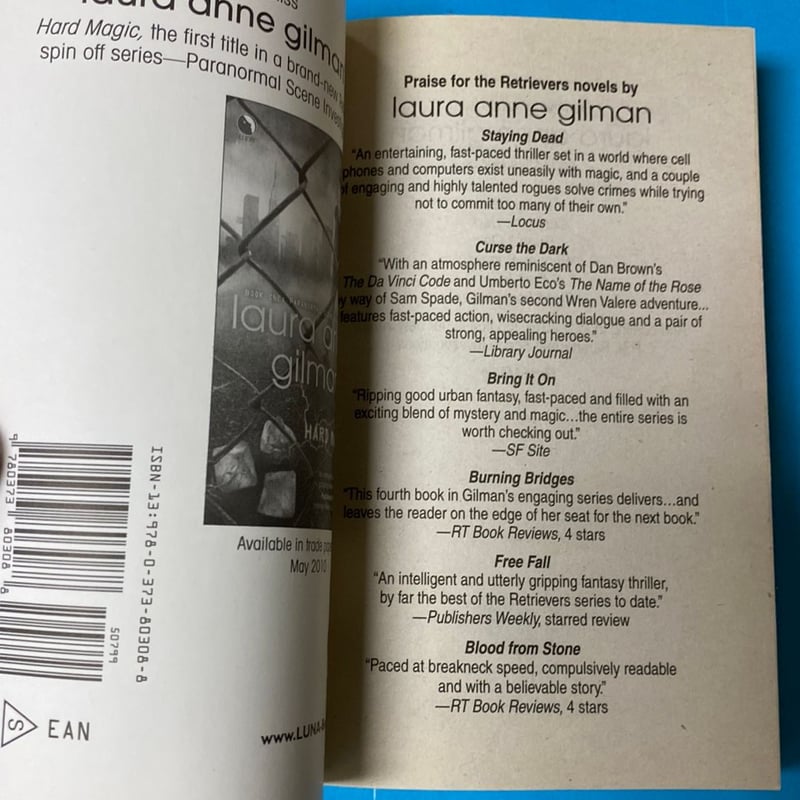 laura anne gilman
Hard Magic, the first title in a brand-new
spin off series—Paranormal Scene
laura
gilm
Available in trade
May 2010
ISBN-13:978-0-373-80308-8
9 780373 803088
50799
S EAN
www.LUNA-
Praise for the Retrievers novels by
laura anne gilman
Staying Dead
"An entertaining, fast-paced thriller set in a world where cell
phones and computers exist uneasily with magic, and a couple
of engaging and highly talented rogues solve crimes while trying
not to commit too many of their own."
—Locus
Curse the Dark
"With an atmosphere reminiscent of Dan Brown's
The Da Vinci Code and Umberto Eco's The Name of the Rose
by way of Sam Spade, Gilman's second Wren Valere adventure...
features fast-paced action, wisecracking dialogue and a pair of
strong, appealing heroes."
—Library Journal
Bring It On
"Ripping good urban fantasy, fast-paced and filled with an
exciting blend of mystery and magic...the entire series is
worth checking out."
—SF Site
Burning Bridges
"This fourth book in Gilman's engaging series delivers...and
leaves the reader on the edge of her seat for the next book."
—RT Book Reviews, 4 stars
Free Fall
"An intelligent and utterly gripping fantasy thriller,
by far the best of the Retrievers series to date."
—Publishers Weekly, starred review
Blood from Stone
"Paced at breakneck speed, compulsively readable
and with a believable story."
—RT Book Reviews, 4 stars